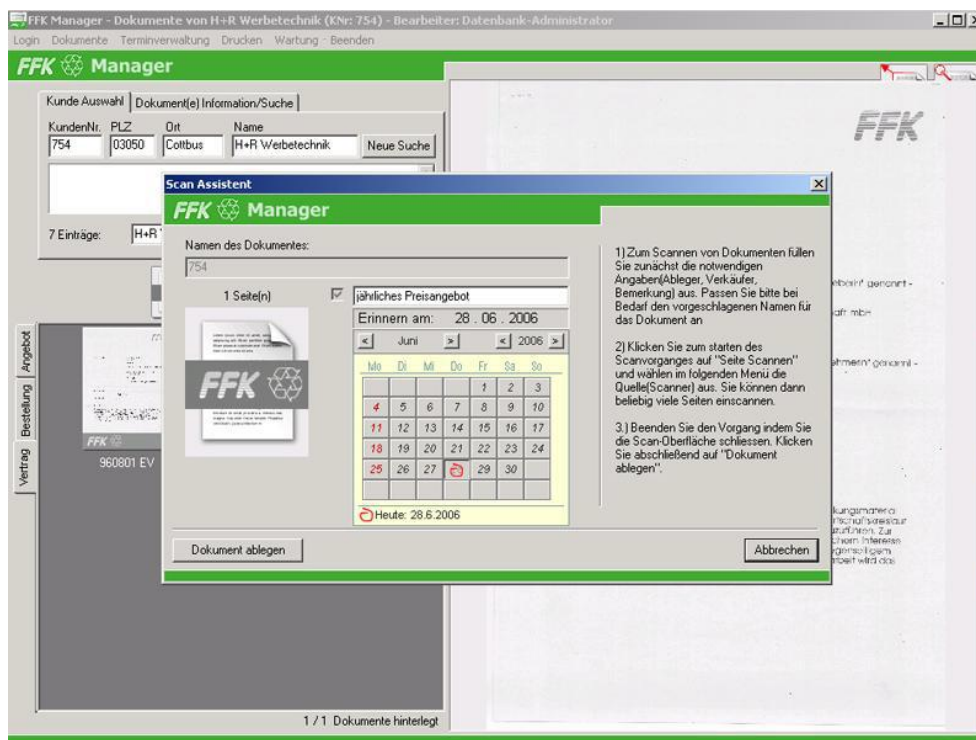 FFK Manager - Dokumente von H+R Werbetechnik (KNr: 754) - Bearbeiter: Datenbank-Administrator
Login Dokumente Terminverwaltung Drucken Wartung - Beenden
FFK Manager
Kunde Auswahl Dokument(e) Information/Suche
KundenNr. PLZ Ort Name
754 03050 Cottbus H+R Werbetechnik Neue Suche
7 Einträge: H+R
FFK
Scan Assistent
FFK Manager
Namen des Dokumentes:
754
1 Seite(n) jährliches Preisangebot
Erinnern am: 28 . 06 . 2006
< Juni > < 2006 >
Mo Di Mi Do Fr Sa So
1 2 3
4 5 6 7 8 9 10
11 12 13 14 15 16 17
18 19 20 21 22 23 24
25 26 27 29 30
Heute: 28.6.2006
FFK
1) Zum Scannen von Dokumenten füllen
Sie zunächst die notwendigen
Angaben(Ableger, Verkäufer,
Bemerkung) aus. Passen Sie bitte bei
Bedarf den vorgeschlagenen Namen für
das Dokument an
2) Klicken Sie zum starten des
Scanvorganges auf "Seite Scannen"
und wählen im folgenden Menü die
Quelle(Scanner) aus. Sie können dann
beliebig viele Seiten einscannen.
3.) Beenden Sie den Vorgang indem Sie
die Scan-Oberfläche schliessen. Klicken
Sie abschließend auf "Dokument
ablegen".
Dokument ablegen Abbrechen
Angebot
Bestellung
Vertrag
FFK
960801 EV
genannt -
Zur
Interesse
wird das
1 / 1 Dokumente hinterlegt